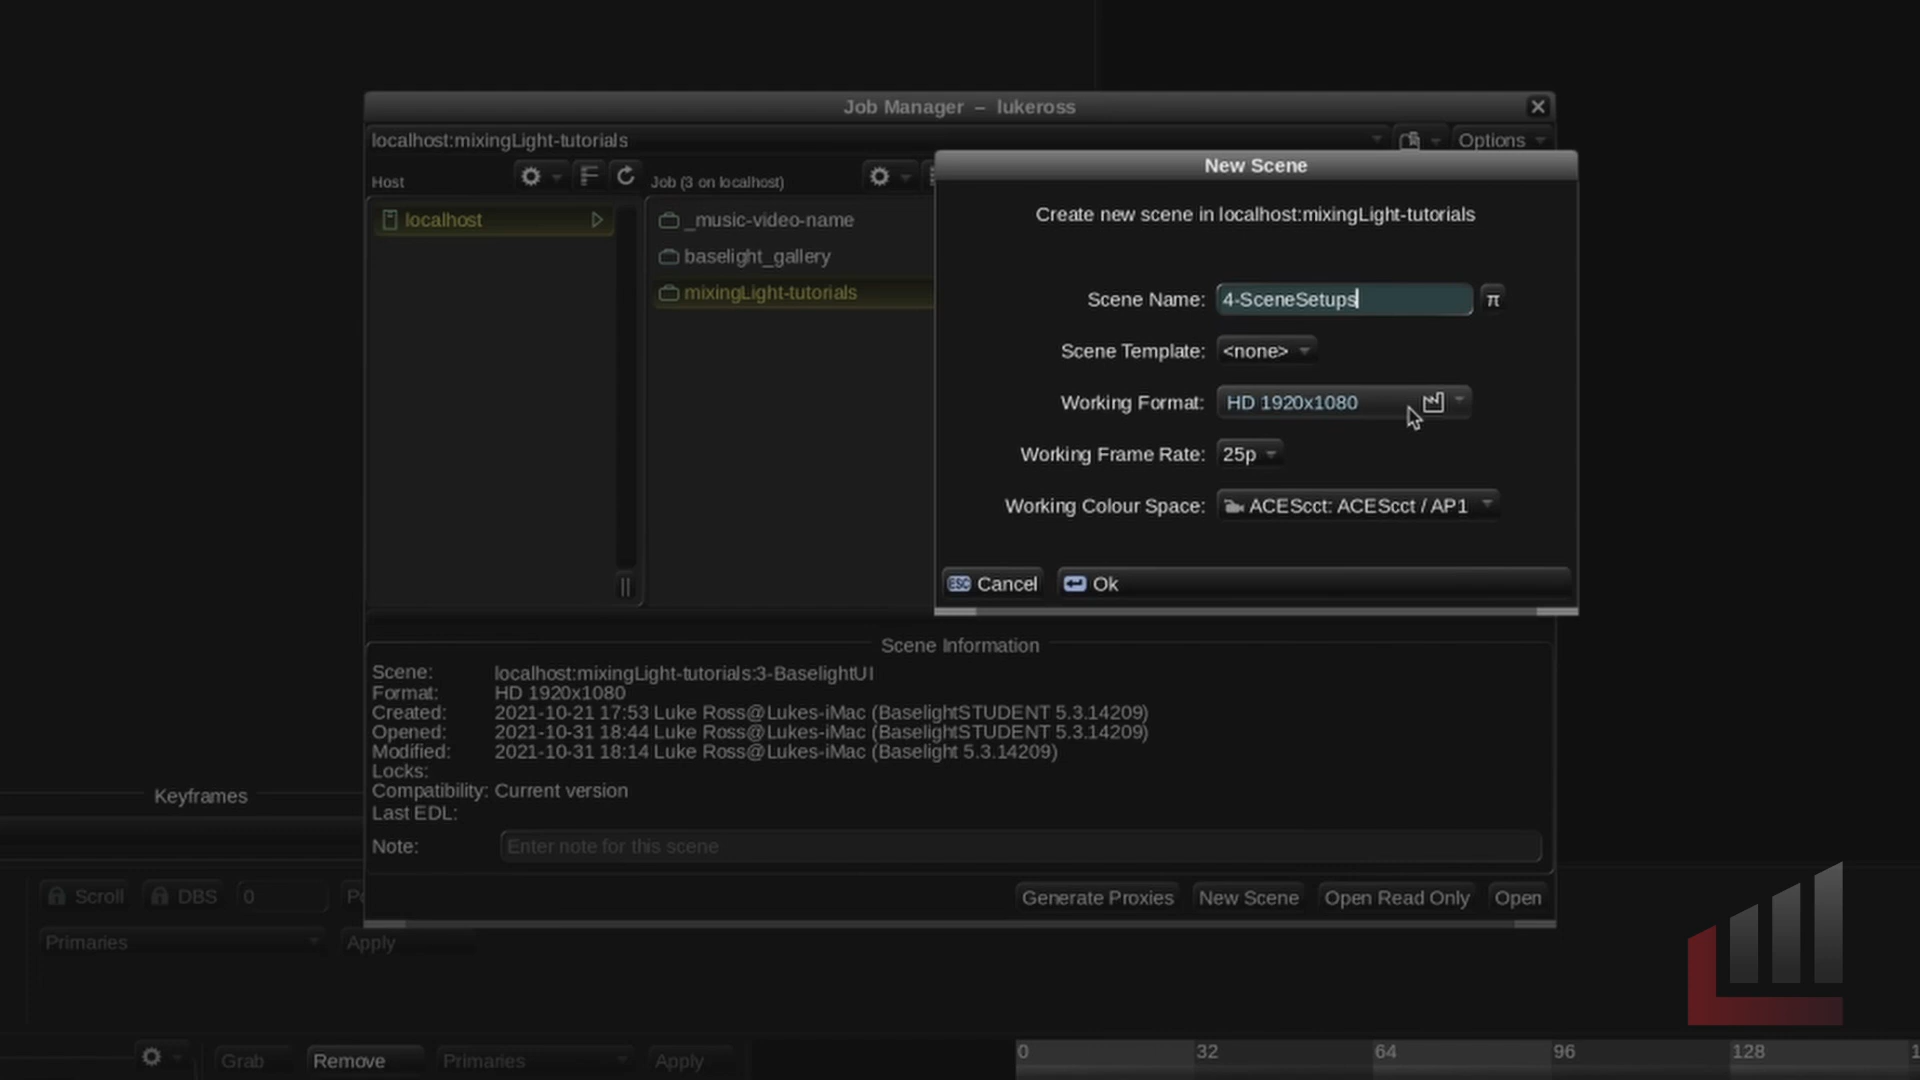 Job Manager – lukeross
localhost:mixingLight-tutorials
Options
Host
Job (3 on localhost)
localhost
_music-video-name
baselight_gallery
mixingLight-tutorials
New Scene
Create new scene in localhost:mixingLight-tutorials
Scene Name: 4-SceneSetups π
Scene Template: <none>
Working Format: HD 1920x1080
Working Frame Rate: 25p
Working Colour Space: ACEScct: ACEScct / AP1
ESC Cancel
Ok
Scene Information
Scene: localhost:mixingLight-tutorials:3-BaselightUI
Format: HD 1920x1080
Created: 2021-10-21 17:53 Luke Ross@Lukes-iMac (BaselightSTUDENT 5.3.14209)
Opened: 2021-10-31 18:44 Luke Ross@Lukes-iMac (BaselightSTUDENT 5.3.14209)
Modified: 2021-10-31 18:14 Luke Ross@Lukes-iMac (Baselight 5.3.14209)
Locks:
Compatibility: Current version
Last EDL:
Note: Enter note for this scene
Generate Proxies New Scene Open Read Only Open
Keyframes
Scroll DBS 0
Primaries Apply
Grab Remove Primaries Apply
0 32 64 96 128